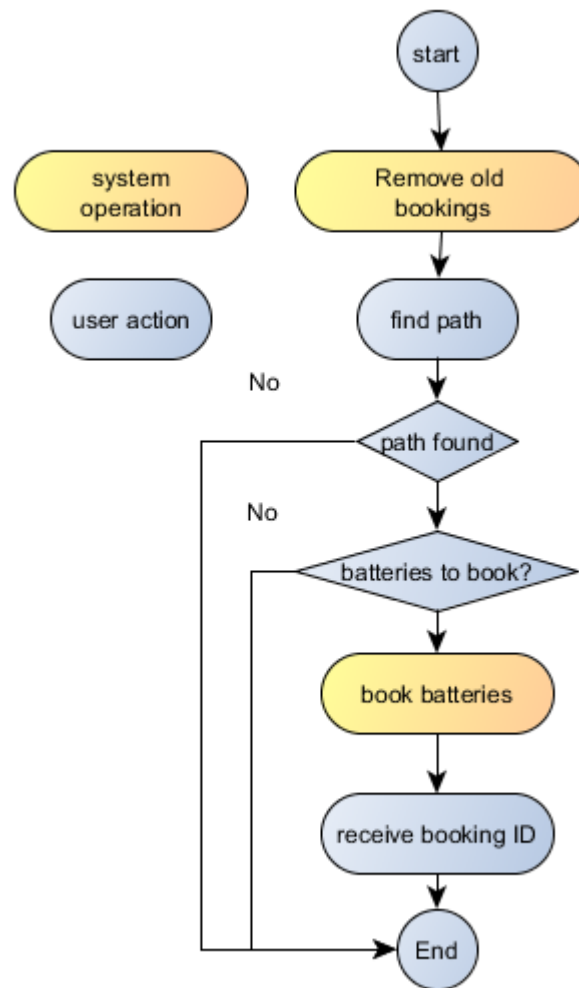 start
system
operation
Remove old
bookings
user action
find path
No
path found
No
batteries to book?
book batteries
receive booking ID
End